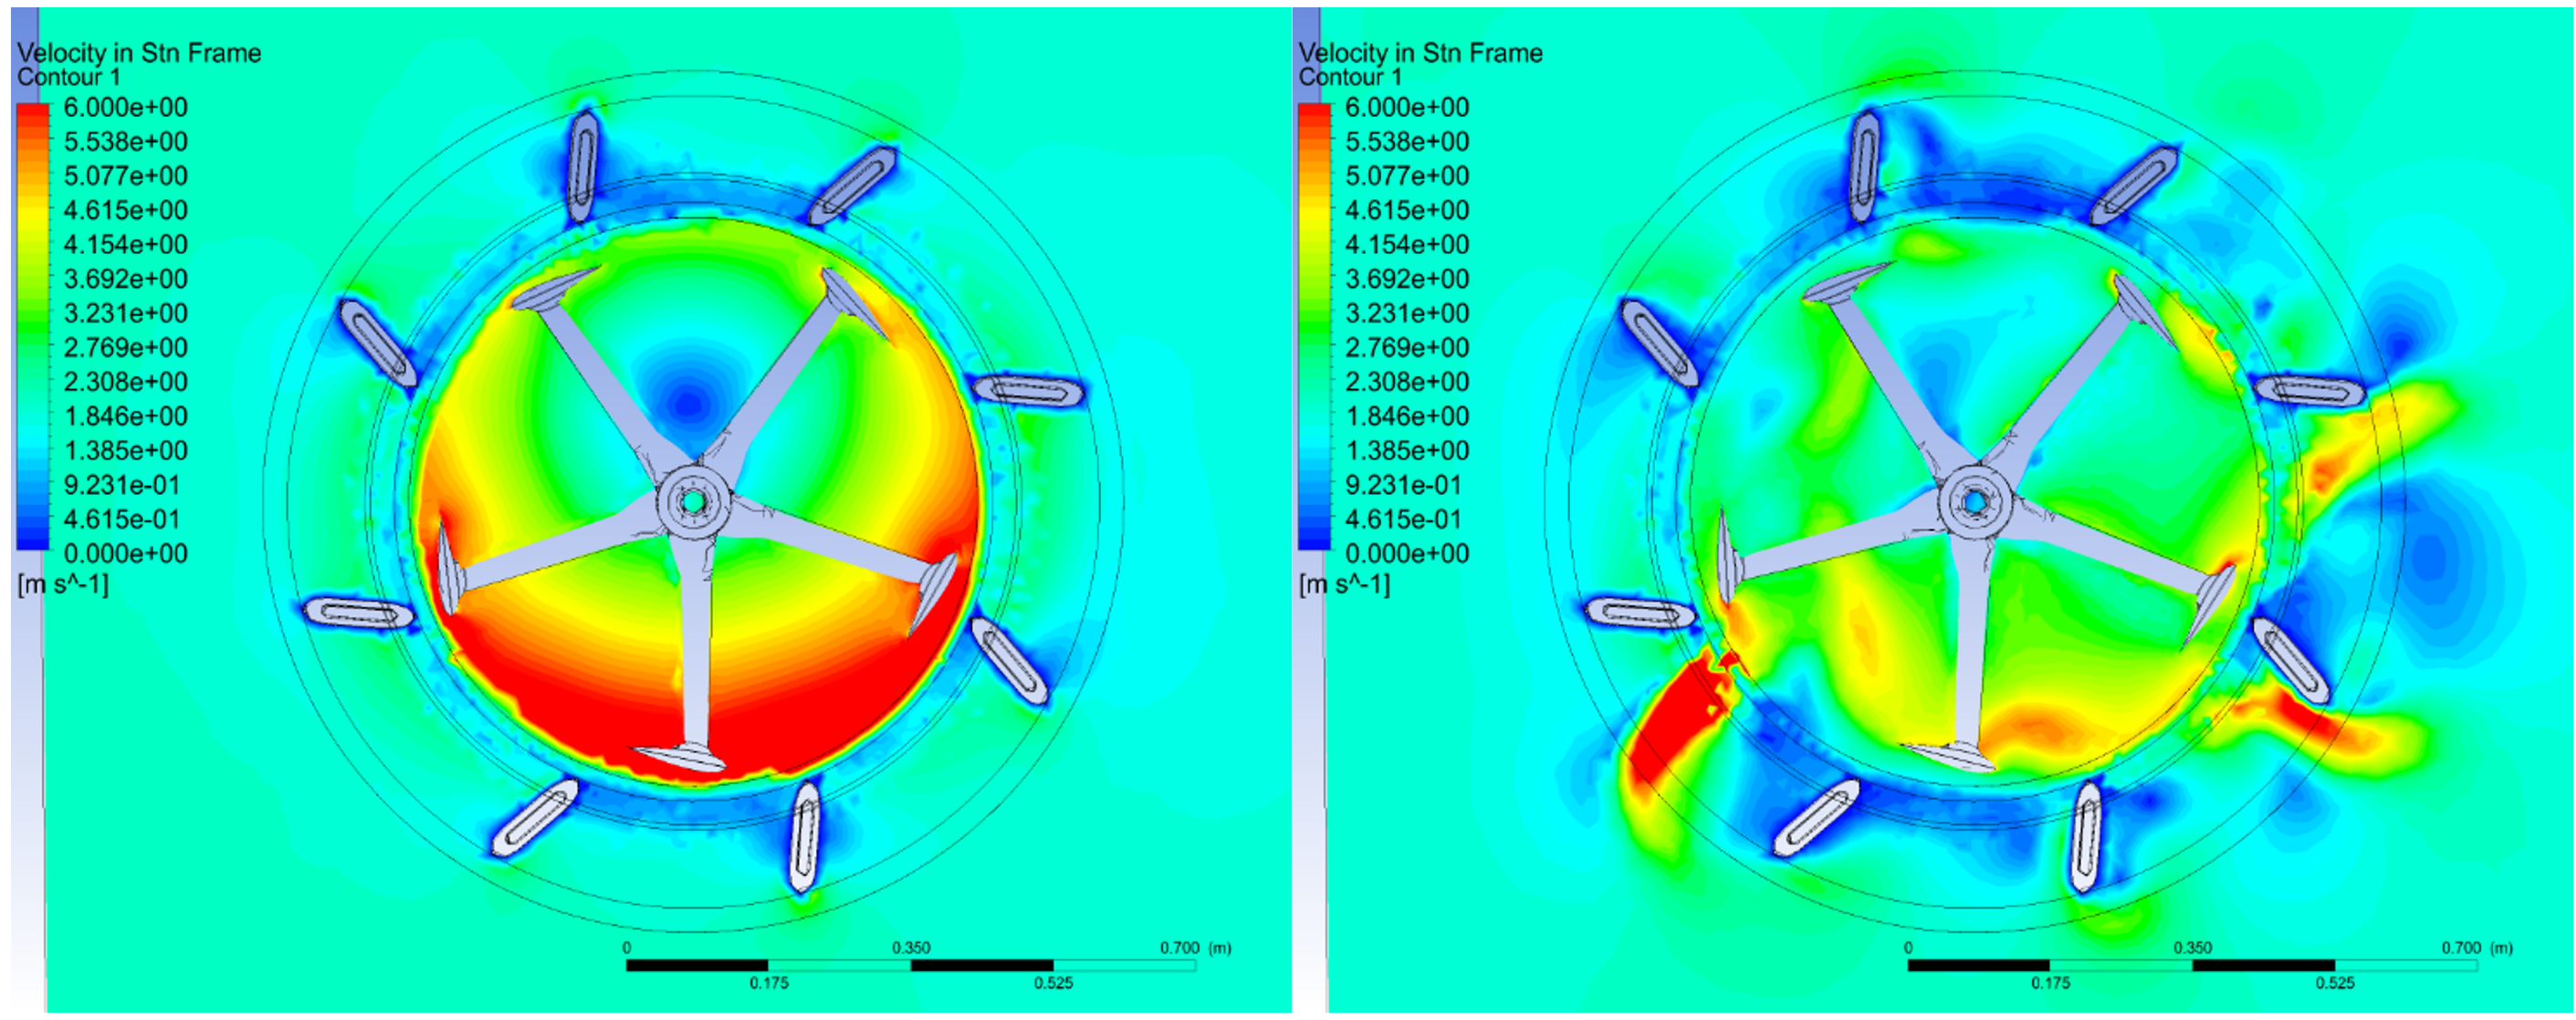 Velocity in Stn Frame
Contour 1
6.000e+00
5.538e+00
5.077e+00
4.615e+00
4.154e+00
3.692e+00
3.231e+00
2.769e+00
2.308e+00
1.846e+00
1.385e+00
9.231e-01
4.615e-01
0.000e+00
[m s^-1]
0 0.350 0.700 (m)
0.175 0.525
Velocity in Stn Frame
Contour 1
6.000e+00
5.538e+00
5.077e+00
4.615e+00
4.154e+00
3.692e+00
3.231e+00
2.769e+00
2.308e+00
1.846e+00
1.385e+00
9.231e-01
4.615e-01
0.000e+00
[m s^-1]
0 0.350 0.700 (m)
0.175 0.525